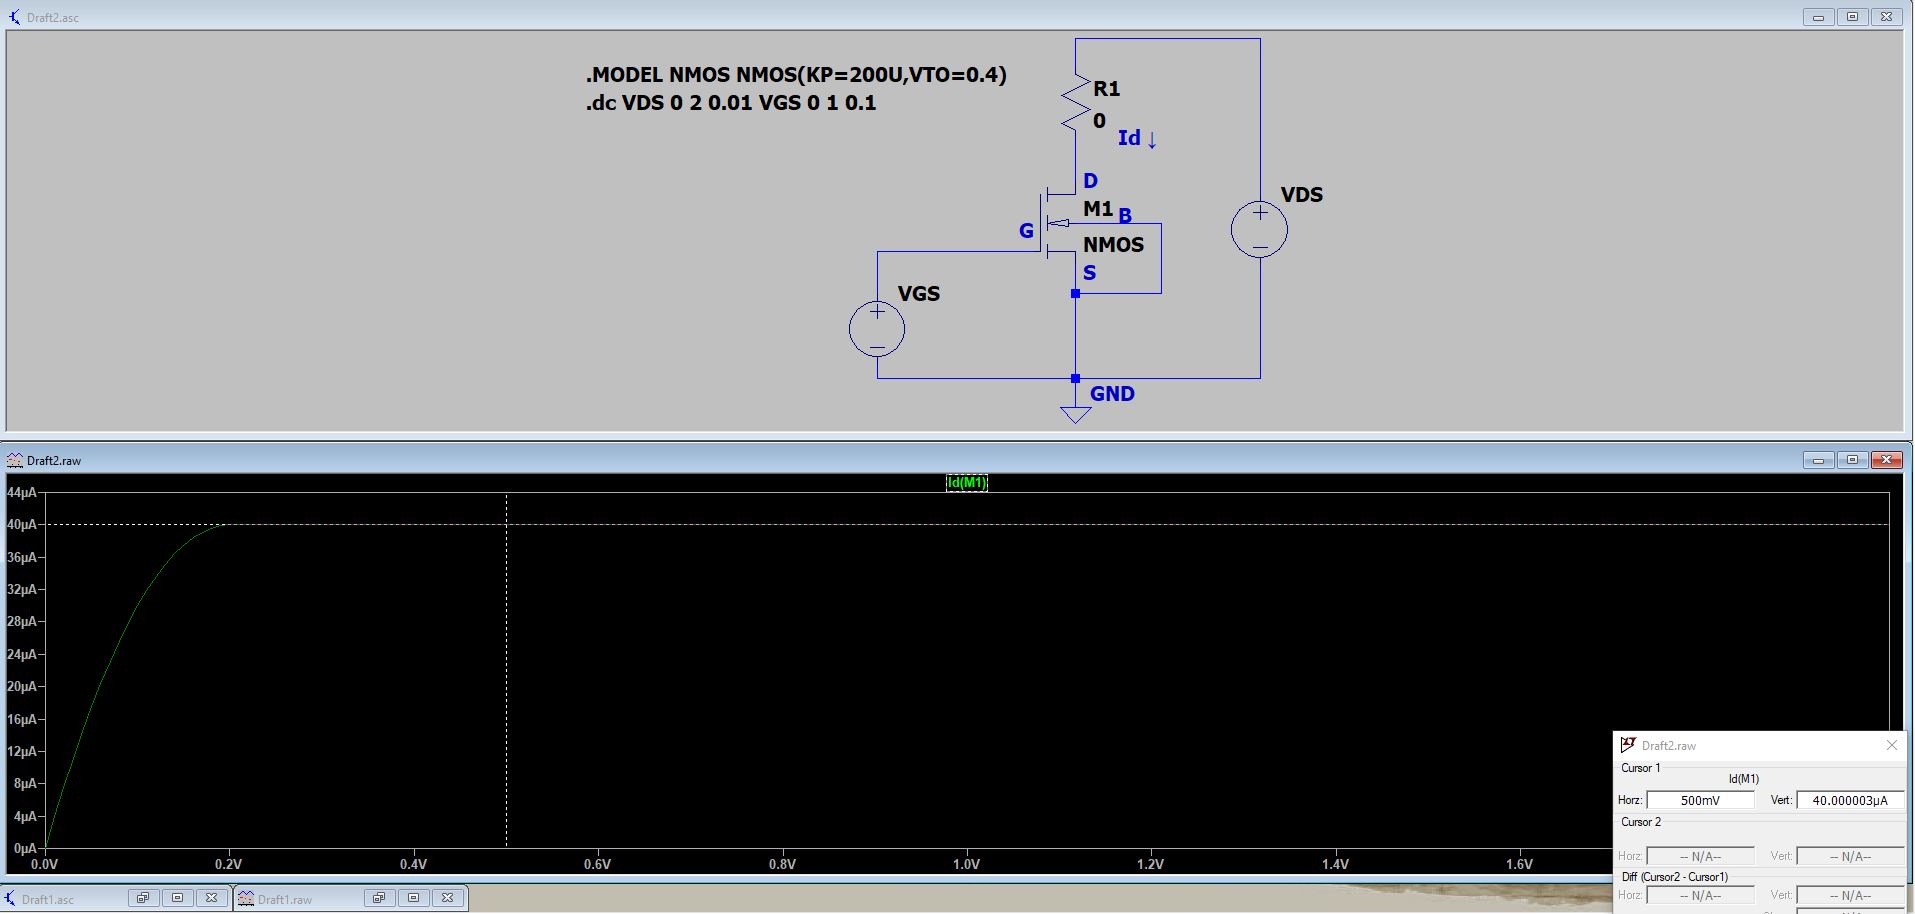 Draft2.asc
.MODEL NMOS NMOS(KP=200U,VTO=0.4)
.dc VDS 0 2 0.01 VGS 0 1 0.1
R1
0
Id ↓
D
M1
B
G
NMOS
S
VDS
VGS
GND
Draft2.raw
Id(M1)
44µA
40µA
36µA
32µA
28µA
24µA
20µA
16µA
12µA
8µA
4µA
0µA
0.0V 0.2V 0.4V 0.6V 0.8V 1.0V 1.2V 1.4V 1.6V
Draft2.raw
Cursor 1
Id(M1)
Horz: 500mV Vert: 40.000003µA
Cursor 2
Horz: -- N/A-- Vert: -- N/A--
Diff (Cursor2 - Cursor1)
Horz: -- N/A-- Vert: -- N/A--
Draft1.asc
Draft1.raw